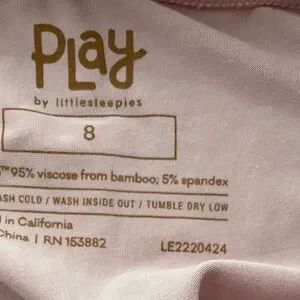 Play
by littlesleepies
8
™95% viscose from bamboo; 5% spandex
ASH COLD / WASH INSIDE OUT / TUMBLE DRY LOW
in California
China | RN 153882 LE2220424